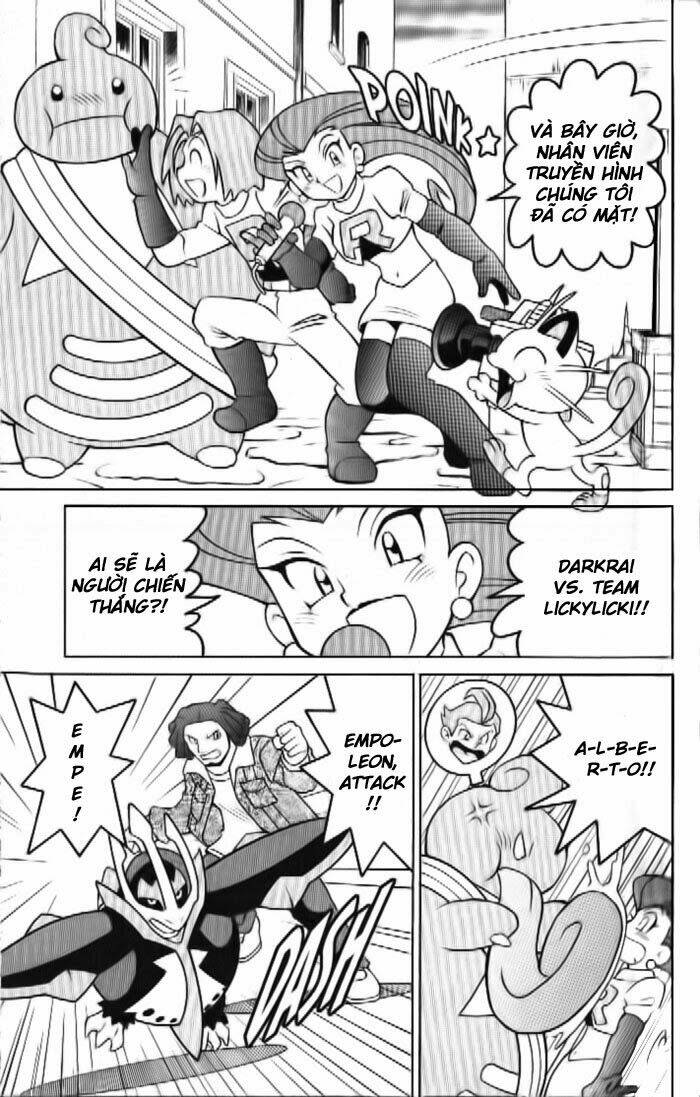 POINK
VÀ BÂY GIỜ,
NHÂN VIÊN
TRUYỀN HÌNH
CHÚNG TÔI
ĐÃ CÓ MẶT!
DARKRAI
VS. TEAM
LICKYLICKI!!
AI SẼ LÀ
NGƯỜI CHIẾN
THẮNG?!
A-L-B-E-
R-T-O!!
EMPO-
LEON,
ATTACK
!!
E
M
P
E
!
DASH
R
R